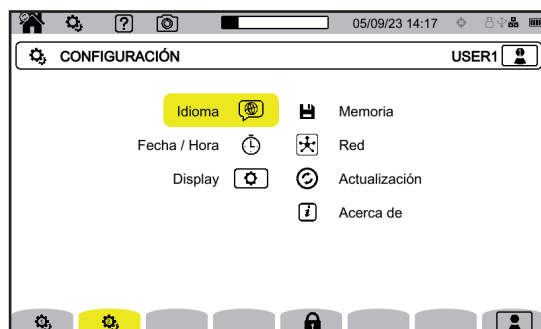 05/09/23 14:17
CONFIGURACIÓN USER1
Idioma Memoria
Fecha / Hora Red
Display Actualización
Acerca de